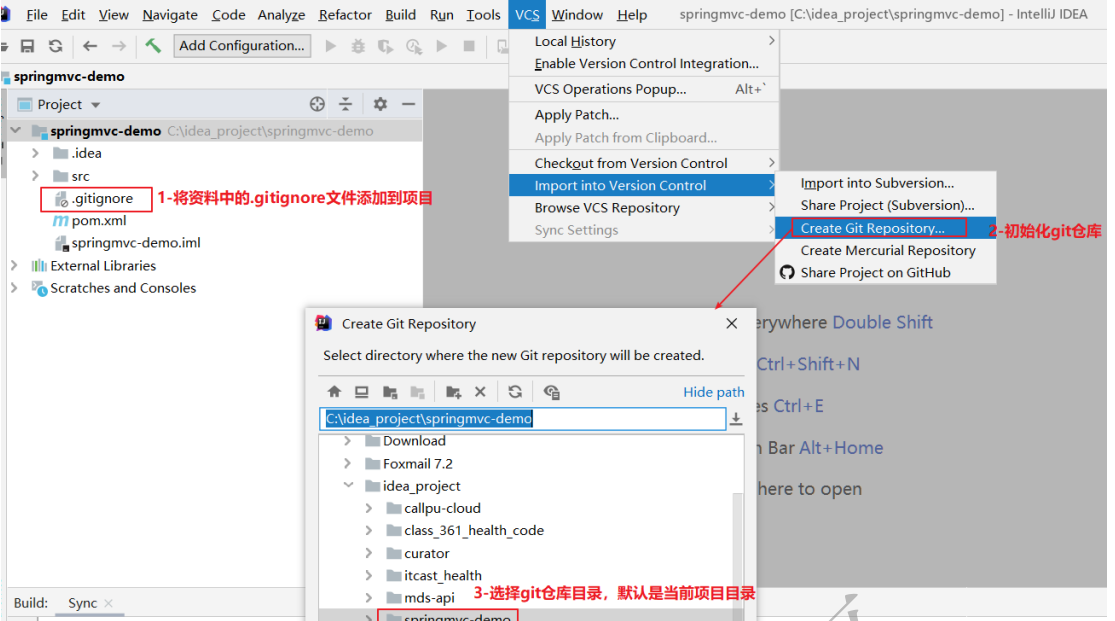 File Edit View Navigate Code Analyze Refactor Build Run Tools VCS Window Help springmvc-demo [C:\idea_project\springmvc-demo] - IntelliJ IDEA
Add Configuration...
Local History
Enable Version Control Integration...
VCS Operations Popup... Alt+`
Apply Patch...
Apply Patch from Clipboard...
Checkout from Version Control
Import into Version Control
Browse VCS Repository
Sync Settings
Import into Subversion...
Share Project (Subversion)...
Create Git Repository...
2-初始化git仓库
Create Mercurial Repository
Share Project on GitHub
springmvc-demo
Project
springmvc-demo C:\idea_project\springmvc-demo
.idea
src
.gitignore
1-将资料中的.gitignore文件添加到项目
pom.xml
springmvc-demo.iml
External Libraries
Scratches and Consoles
Double Shift
Ctrl+Shift+N
Ctrl+E
Bar Alt+Home
to open
Create Git Repository
Select directory where the new Git repository will be created.
Hide path
C:\idea_project\springmvc-demo
Download
Foxmail 7.2
idea_project
callpu-cloud
class_361_health_code
curator
itcast_health
mds-api
3-选择git仓库目录，默认是当前项目目录
springmvc-demo
Build: Sync